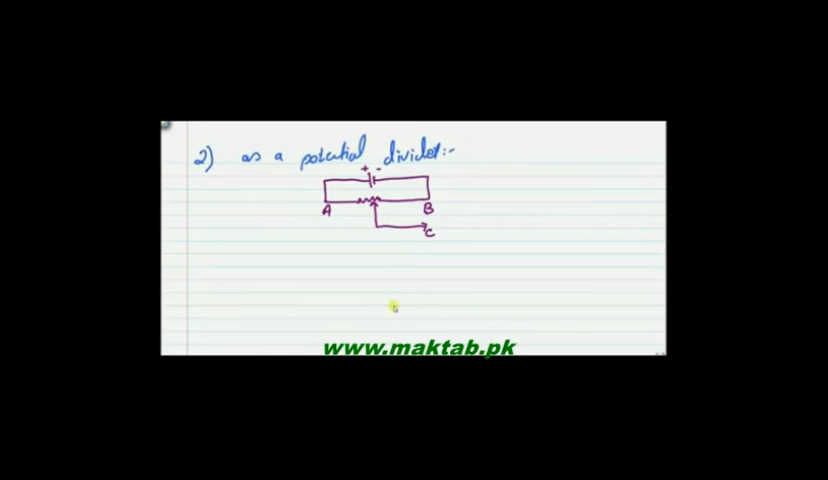 2) as a potential divider:-
+ -
A B
C
www.maktab.pk